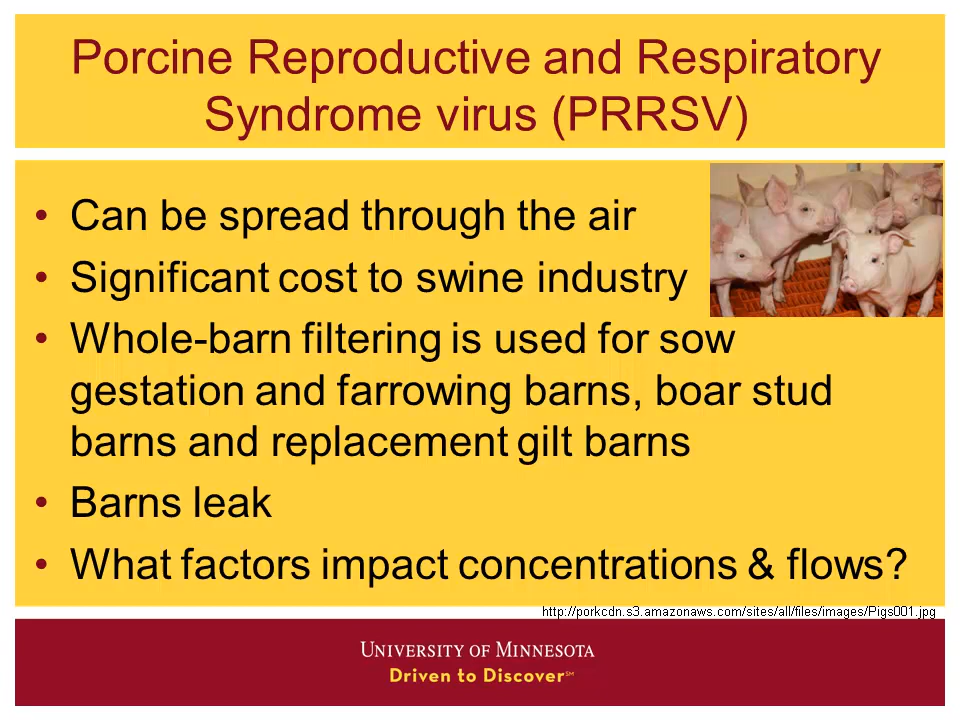 Porcine Reproductive and Respiratory
Syndrome virus (PRRSV)
• Can be spread through the air
• Significant cost to swine industry
• Whole-barn filtering is used for sow
gestation and farrowing barns, boar stud
barns and replacement gilt barns
• Barns leak
• What factors impact concentrations & flows?
http://porkcdn.s3.amazonaws.com/sites/all/files/images/Pigs001.jpg
UNIVERSITY OF MINNESOTA
Driven to Discover℠